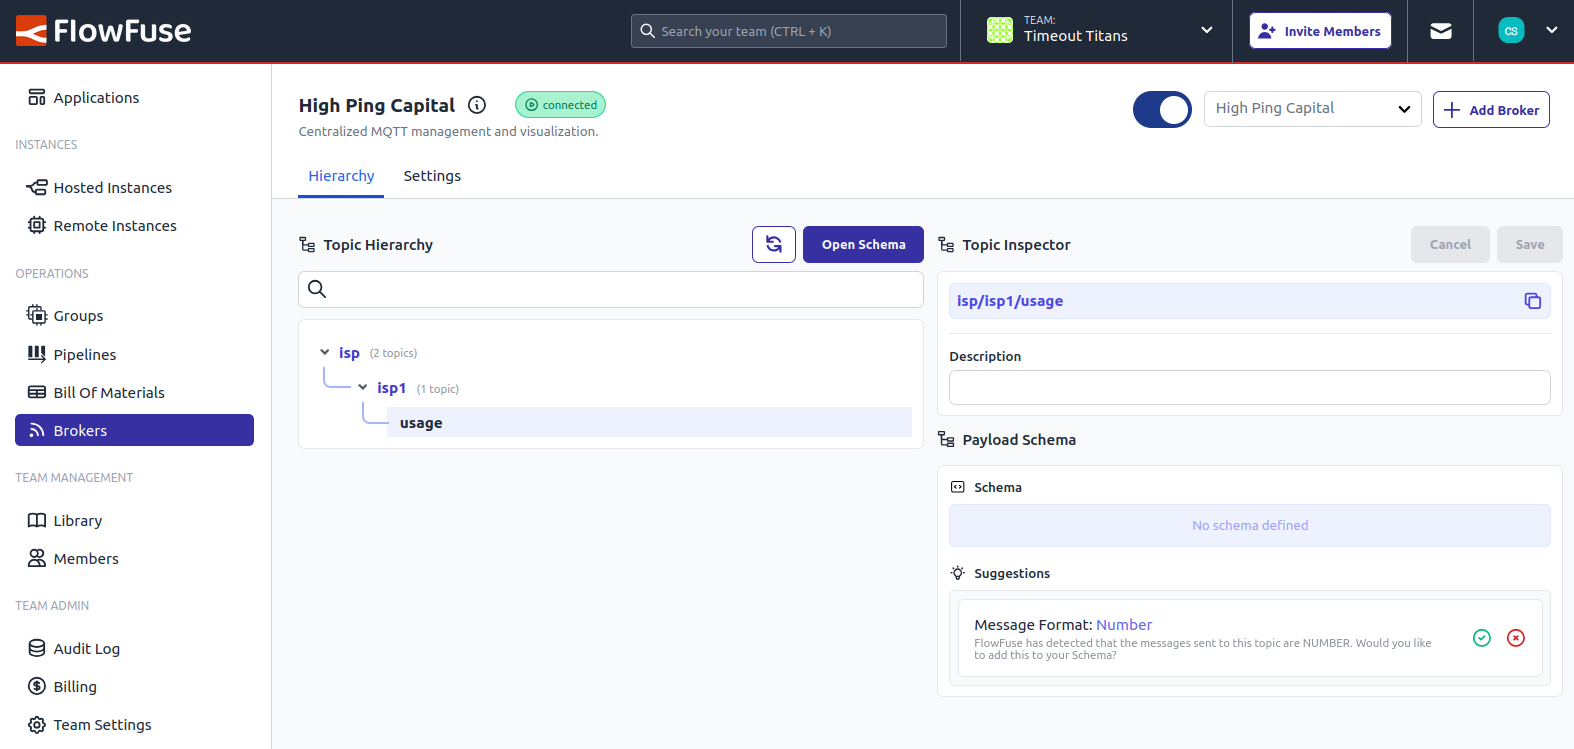 FlowFuse
Search your team (CTRL + K)
TEAM:
Timeout Titans
Invite Members
CS
Applications
INSTANCES
Hosted Instances
Remote Instances
OPERATIONS
Groups
Pipelines
Bill Of Materials
Brokers
TEAM MANAGEMENT
Library
Members
TEAM ADMIN
Audit Log
Billing
Team Settings
High Ping Capital
connected
Centralized MQTT management and visualization.
High Ping Capital
Add Broker
Hierarchy
Settings
Topic Hierarchy
Open Schema
isp (2 topics)
isp1 (1 topic)
usage
Topic Inspector
Cancel
Save
isp/isp1/usage
Description
Payload Schema
Schema
No schema defined
Suggestions
Message Format: Number
FlowFuse has detected that the messages sent to this topic are NUMBER. Would you like
to add this to your Schema?